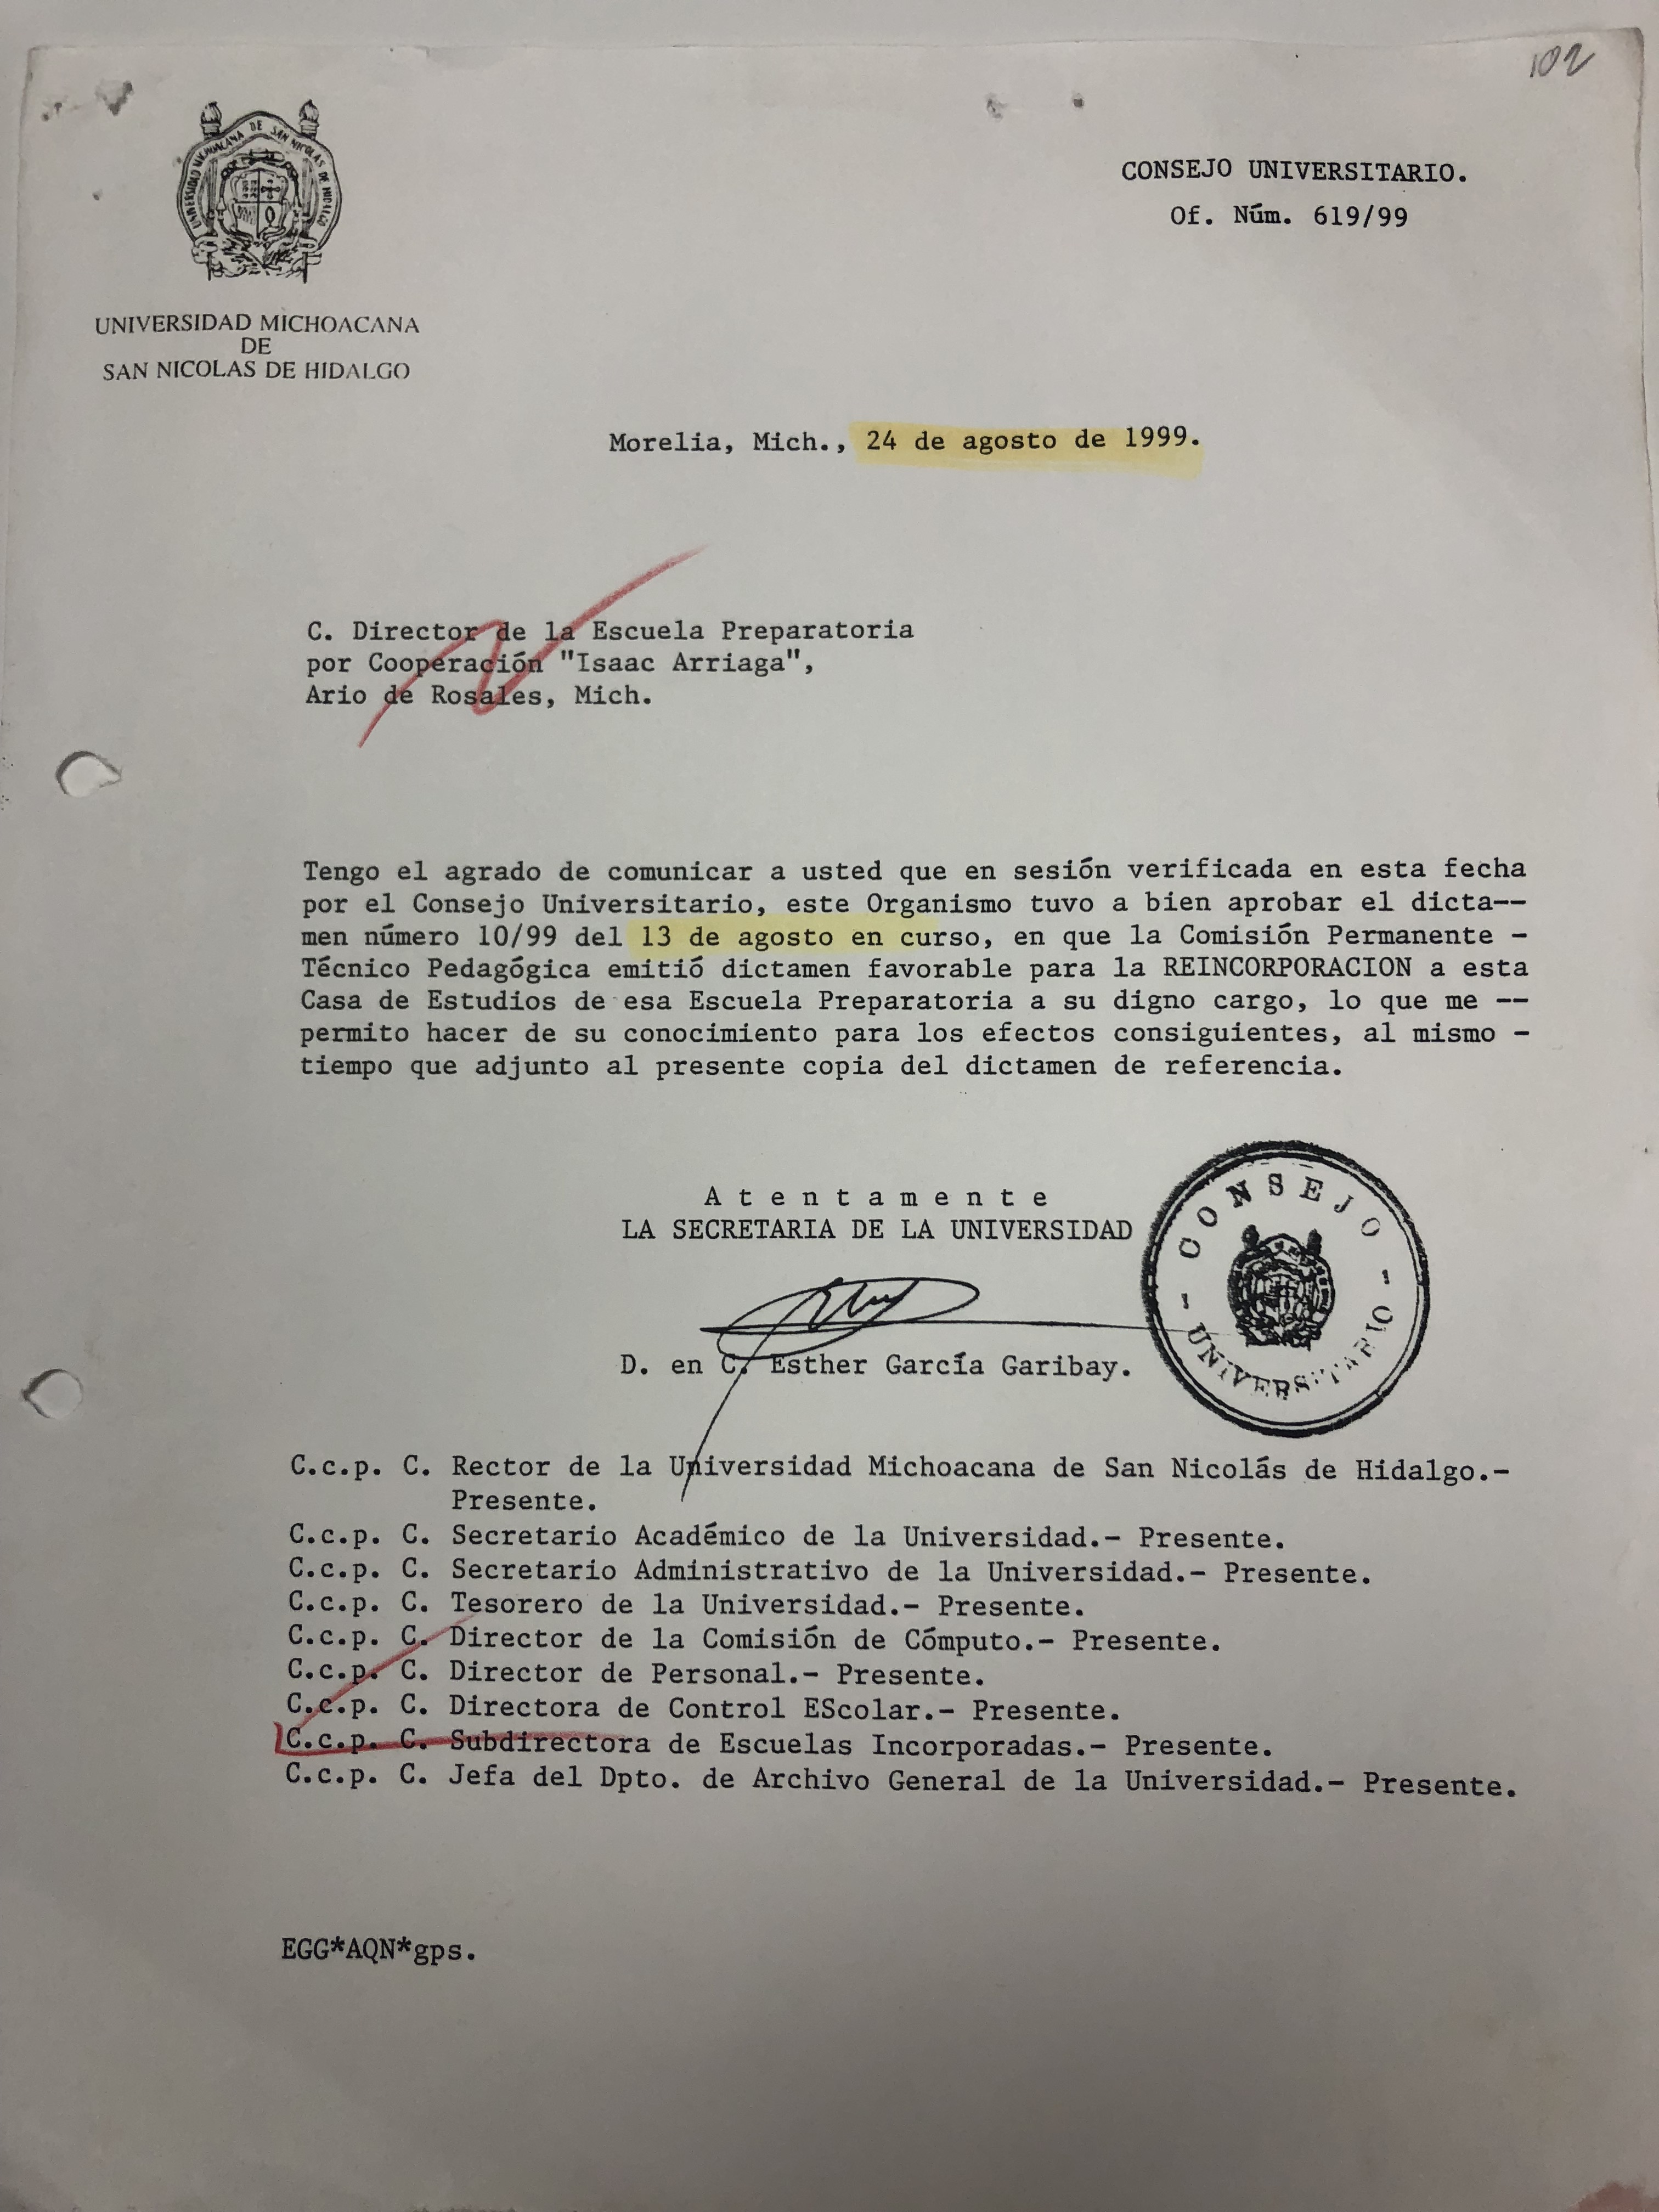 102
UNIVERSIDAD MICHOACANA DE SAN NICOLAS DE HIDALGO
CONSEJO UNIVERSITARIO.
Of. Núm. 619/99
UNIVERSIDAD MICHOACANA
DE
SAN NICOLAS DE HIDALGO
Morelia, Mich., 24 de agosto de 1999.
C. Director de la Escuela Preparatoria
por Cooperación "Isaac Arriaga",
Ario de Rosales, Mich.
Tengo el agrado de comunicar a usted que en sesión verificada en esta fecha
por el Consejo Universitario, este Organismo tuvo a bien aprobar el dicta--
men número 10/99 del 13 de agosto en curso, en que la Comisión Permanente -
Técnico Pedagógica emitió dictamen favorable para la REINCORPORACION a esta
Casa de Estudios de esa Escuela Preparatoria a su digno cargo, lo que me --
permito hacer de su conocimiento para los efectos consiguientes, al mismo -
tiempo que adjunto al presente copia del dictamen de referencia.
A t e n t a m e n t e
LA SECRETARIA DE LA UNIVERSIDAD
D. en C. Esther García Garibay.
- CONSEJO -
UNIVERSITARIO
C.c.p. C. Rector de la Universidad Michoacana de San Nicolás de Hidalgo.-
Presente.
C.c.p. C. Secretario Académico de la Universidad.- Presente.
C.c.p. C. Secretario Administrativo de la Universidad.- Presente.
C.c.p. C. Tesorero de la Universidad.- Presente.
C.c.p. C. Director de la Comisión de Cómputo.- Presente.
C.c.p. C. Director de Personal.- Presente.
C.c.p. C. Directora de Control EScolar.- Presente.
C.c.p. C. Subdirectora de Escuelas Incorporadas.- Presente.
C.c.p. C. Jefa del Dpto. de Archivo General de la Universidad.- Presente.
EGG*AQN*gps.